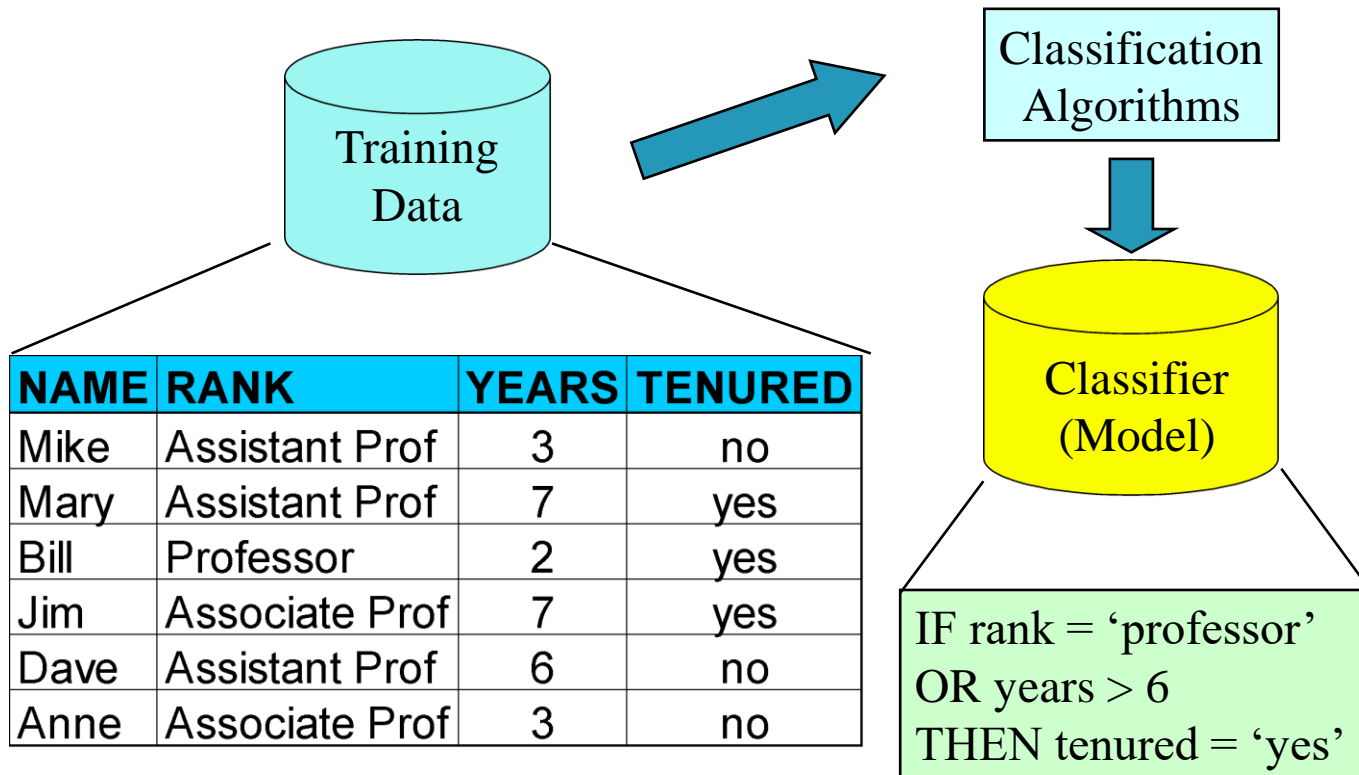 Training
Data
Classification
Algorithms
Classifier
(Model)
NAME RANK YEARS TENURED
Mike Assistant Prof 3 no
Mary Assistant Prof 7 yes
Bill Professor 2 yes
Jim Associate Prof 7 yes
Dave Assistant Prof 6 no
Anne Associate Prof 3 no
IF rank = ‘professor’
OR years > 6
THEN tenured = ‘yes’